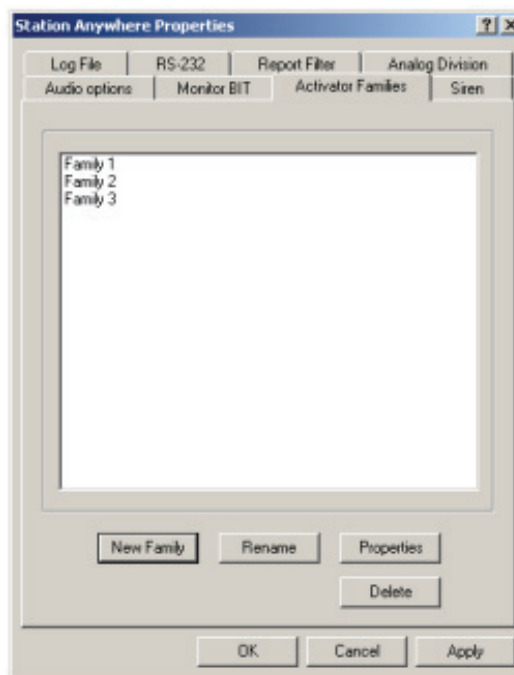 Station Anywhere Properties ? X
Log File RS-232 Report Filter Analog Division
Audio options Monitor BIT Activator Families Siren
Family 1
Family 2
Family 3
New Family Rename Properties
Delete
OK Cancel Apply